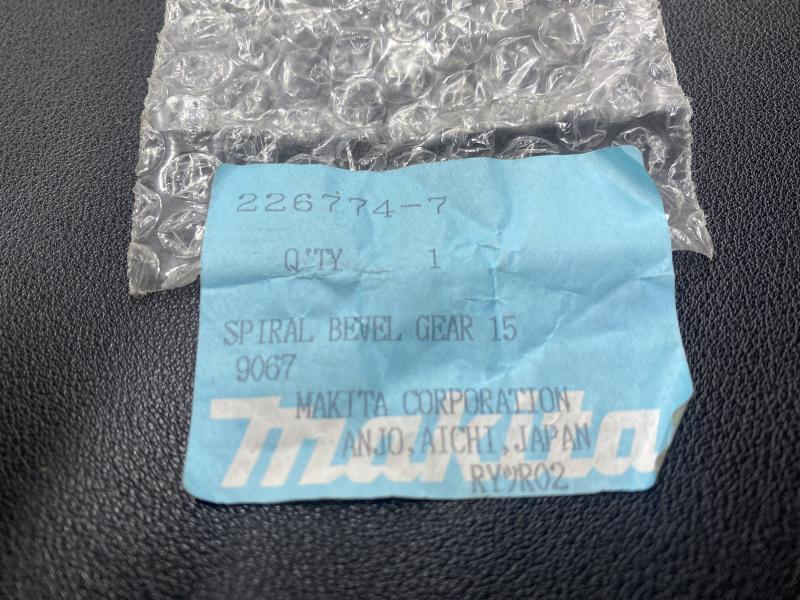 226774-7
Q'TY 1
SPIRAL BEVEL GEAR 15
9067
MAKITA CORPORATION
ANJO,AICHI,JAPAN
makita